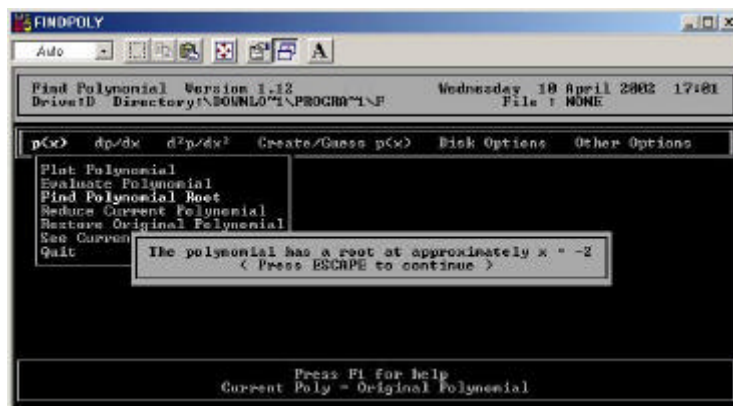 FINDPOLY
Auto
A
Find Polynomial Version 1.12 Wednesday 10 April 2002 17:01
Drive:D Directory:\DOWNLO~1\PROGRA~1\F File : NONE
p(x) dp/dx d²p/dx² Create/Guess p(x) Disk Options Other Options
Plot Polynomial
Evaluate Polynomial
Find Polynomial Root
Reduce Current Polynomial
Restore Original Polynomial
See Curren
Quit
The polynomial has a root at approximately x = -2
( Press ESCAPE to continue )
Press F1 for help
Current Poly = Original Polynomial